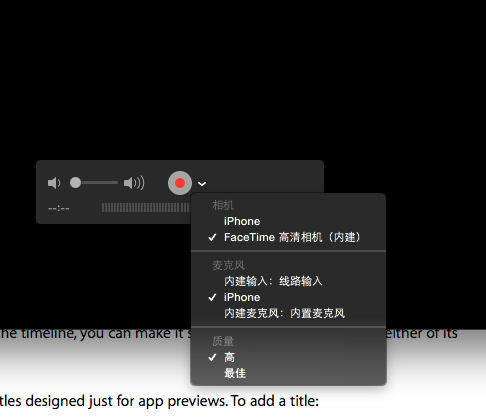 --:--
相机
iPhone
✓ FaceTime 高清相机（内建）
麦克风
内建输入：线路输入
✓ iPhone
内建麦克风：内置麦克风
质量
✓ 高
最佳
he timeline, you can make it s either of its
tles designed just for app previews. To add a title: